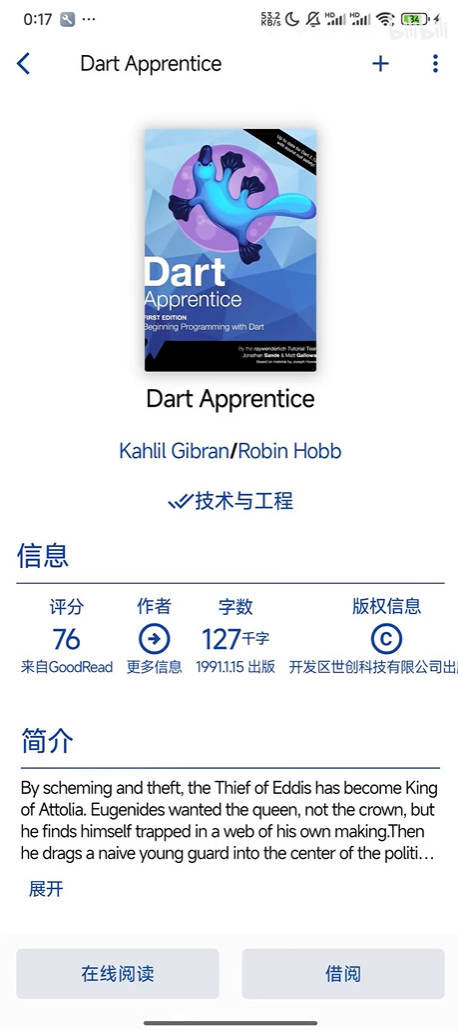 0:17 ···
53.2 KB/s HD HD 34
bilibili
Dart Apprentice
Up to date for Dart 2.12
with sound null safety!
Dart
Apprentice
FIRST EDITION
Beginning Programming with Dart
By the raywenderlich Tutorial Team
Jonathan Sande & Matt Galloway
Based on material by Joseph Howard
Dart Apprentice
Kahlil Gibran/Robin Hobb
技术与工程
信息
评分 作者 字数 版权信息
76 127千字 C
来自GoodRead 更多信息 1991.1.15 出版 开发区世创科技有限公司出
简介
By scheming and theft, the Thief of Eddis has become King
of Attolia. Eugenides wanted the queen, not the crown, but
he finds himself trapped in a web of his own making.Then
he drags a naive young guard into the center of the politi…
展开
在线阅读 借阅